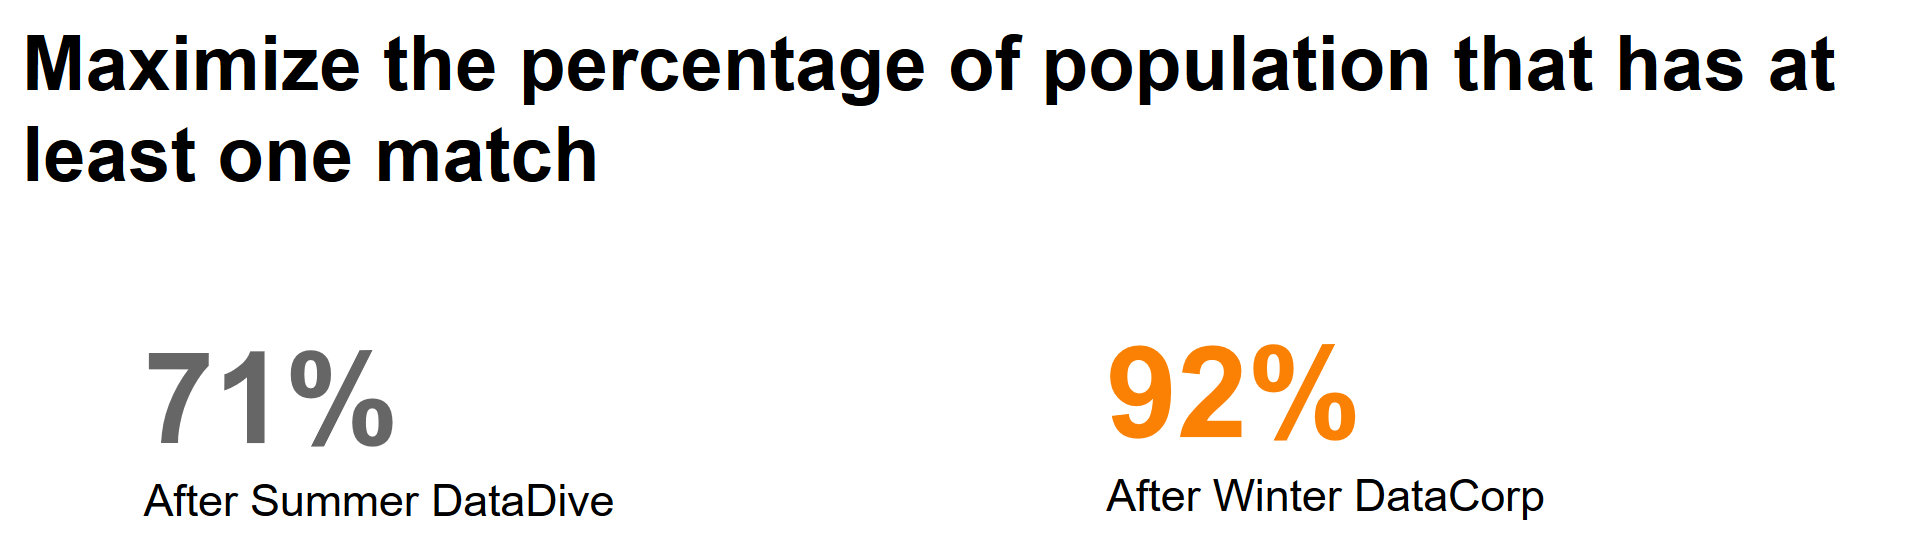 Maximize the percentage of population that has at
least one match
71%
After Summer DataDive
92%
After Winter DataCorp